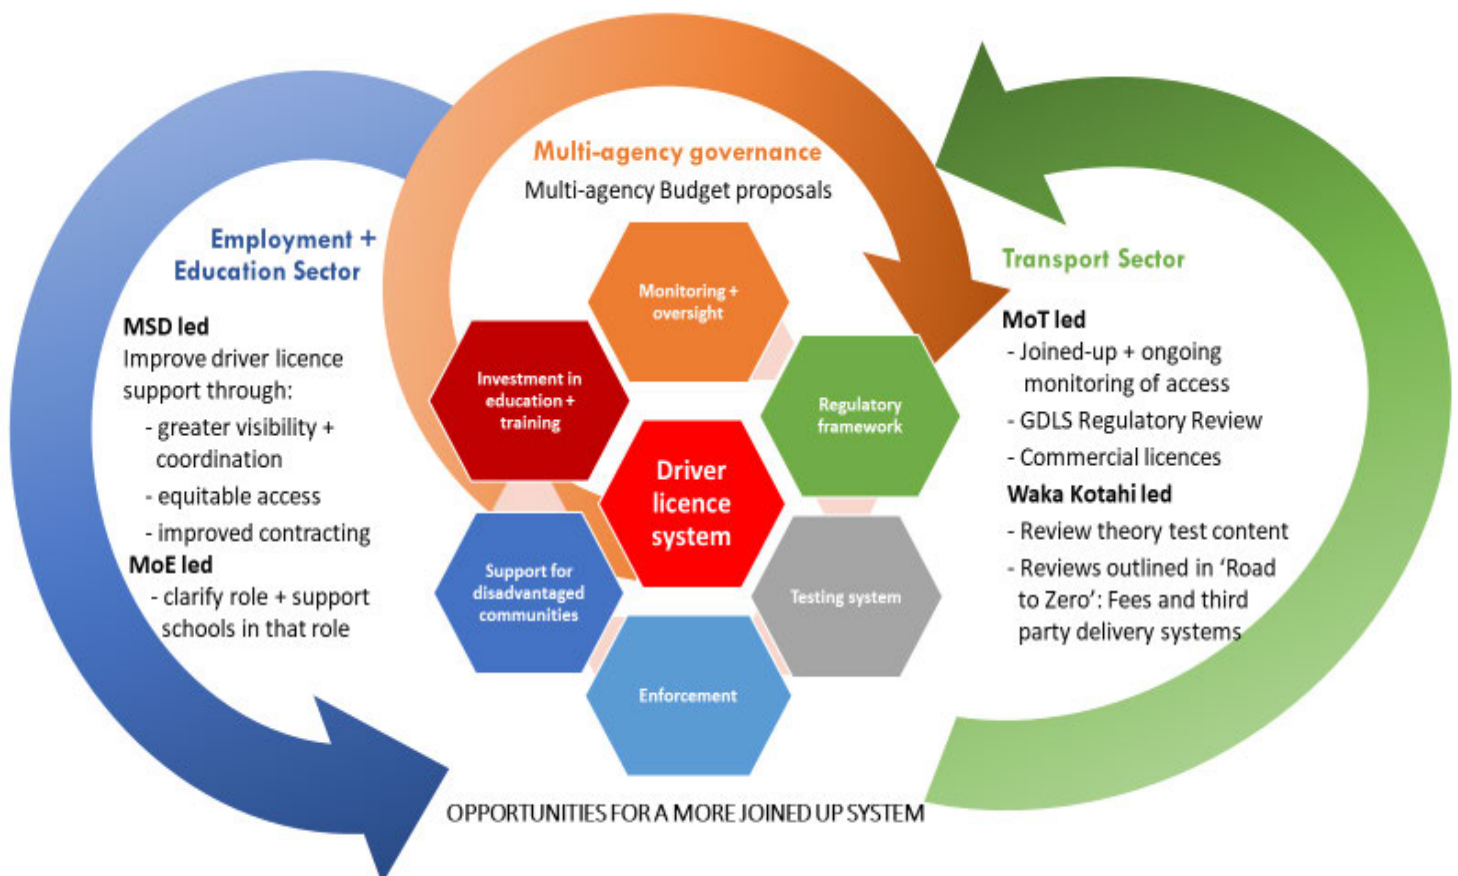 Multi-agency governance
Multi-agency Budget proposals
Employment +
Education Sector
MSD led
Improve driver licence
support through:
- greater visibility +
coordination
- equitable access
- improved contracting
MoE led
- clarify role + support
schools in that role
Monitoring +
oversight
Investment in
education +
training
Regulatory
framework
Driver
licence
system
Support for
disadvantaged
communities
Testing system
Enforcement
Transport Sector
MoT led
- Joined-up + ongoing
monitoring of access
- GDLS Regulatory Review
- Commercial licences
Waka Kotahi led
- Review theory test content
- Reviews outlined in ‘Road
to Zero’: Fees and third
party delivery systems
OPPORTUNITIES FOR A MORE JOINED UP SYSTEM